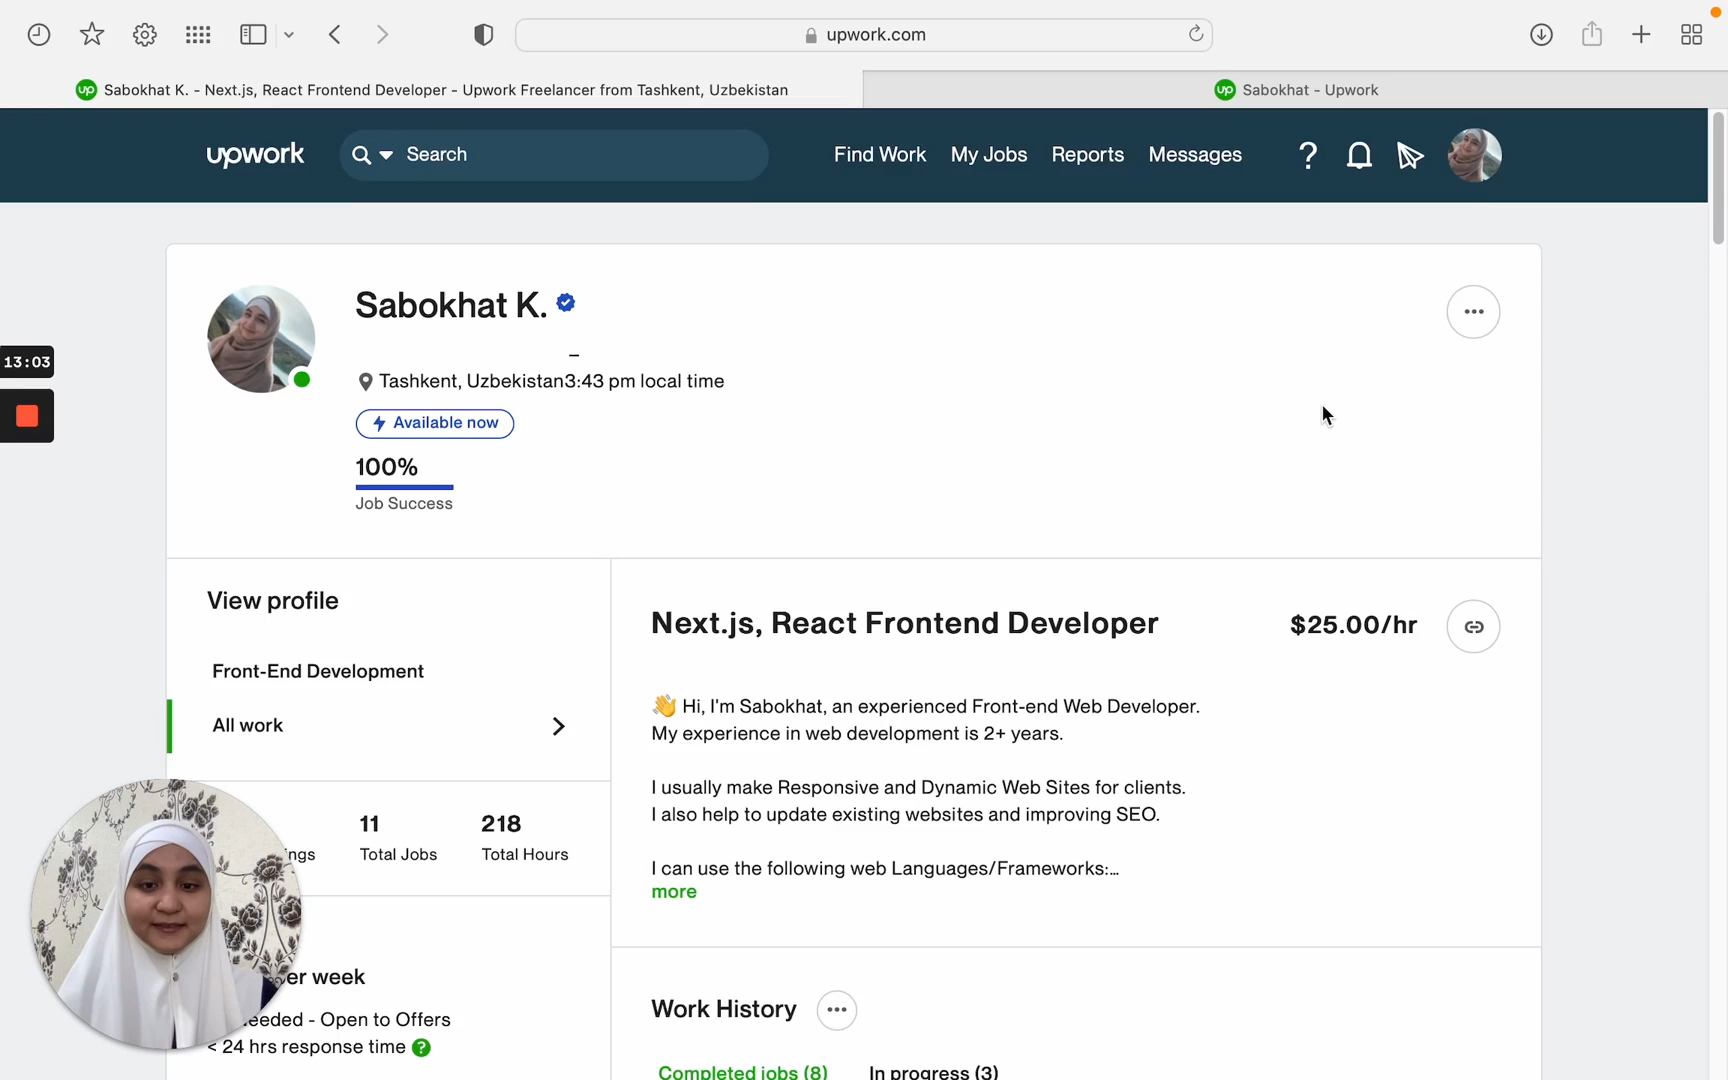 upwork.com
Sabokhat K. - Next.js, React Frontend Developer - Upwork Freelancer from Tashkent, Uzbekistan
up
Sabokhat - Upwork
up
upwork
Search
Find Work
My Jobs
Reports
Messages
?
Sabokhat K.
–
Tashkent, Uzbekistan3:43 pm local time
13:03
Available now
100%
Job Success
View profile
Front-End Development
All work
11
Total Jobs
218
Total Hours
Next.js, React Frontend Developer
$25.00/hr
👋 Hi, I'm Sabokhat, an experienced Front-end Web Developer.
My experience in web development is 2+ years.
I usually make Responsive and Dynamic Web Sites for clients.
I also help to update existing websites and improving SEO.
I can use the following web Languages/Frameworks:...
more
week
- Open to Offers
< 24 hrs response time ?
Work History
Completed jobs (8)
In progress (3)